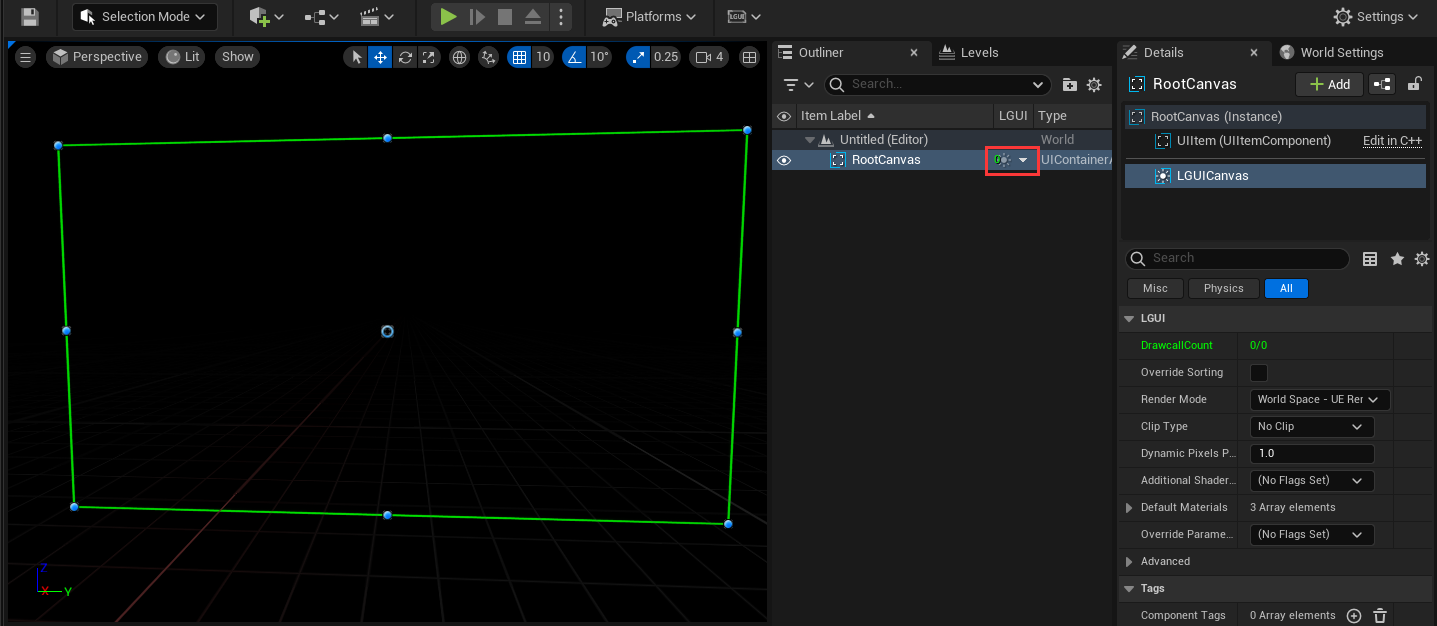 Selection Mode
Platforms
LGUI
Settings
Perspective
Lit
Show
10
10°
0.25
4
Z
X
Y
Outliner
Levels
Search...
Item Label
LGUI
Type
Untitled (Editor)
World
RootCanvas
0
UIContainerA
Details
World Settings
RootCanvas
Add
RootCanvas (Instance)
UIItem (UIItemComponent)
Edit in C++
LGUICanvas
Search
Misc
Physics
All
LGUI
DrawcallCount
0/0
Override Sorting
Render Mode
World Space - UE Rer
Clip Type
No Clip
Dynamic Pixels P...
1.0
Additional Shader...
(No Flags Set)
Default Materials
3 Array elements
Override Parame...
(No Flags Set)
Advanced
Tags
Component Tags
0 Array elements